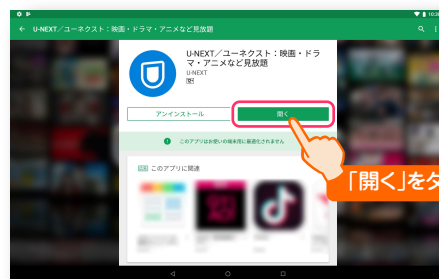 U-NEXT／ユーネクスト：映画・ドラマ・アニメなど見放題
U-NEXT／ユーネクスト：映画・ドラ
マ・アニメなど見放題
U-NEXT
アンインストール
開く
このアプリはお使いの端末用に最適化されません
このアプリに関連
「開く」をタ